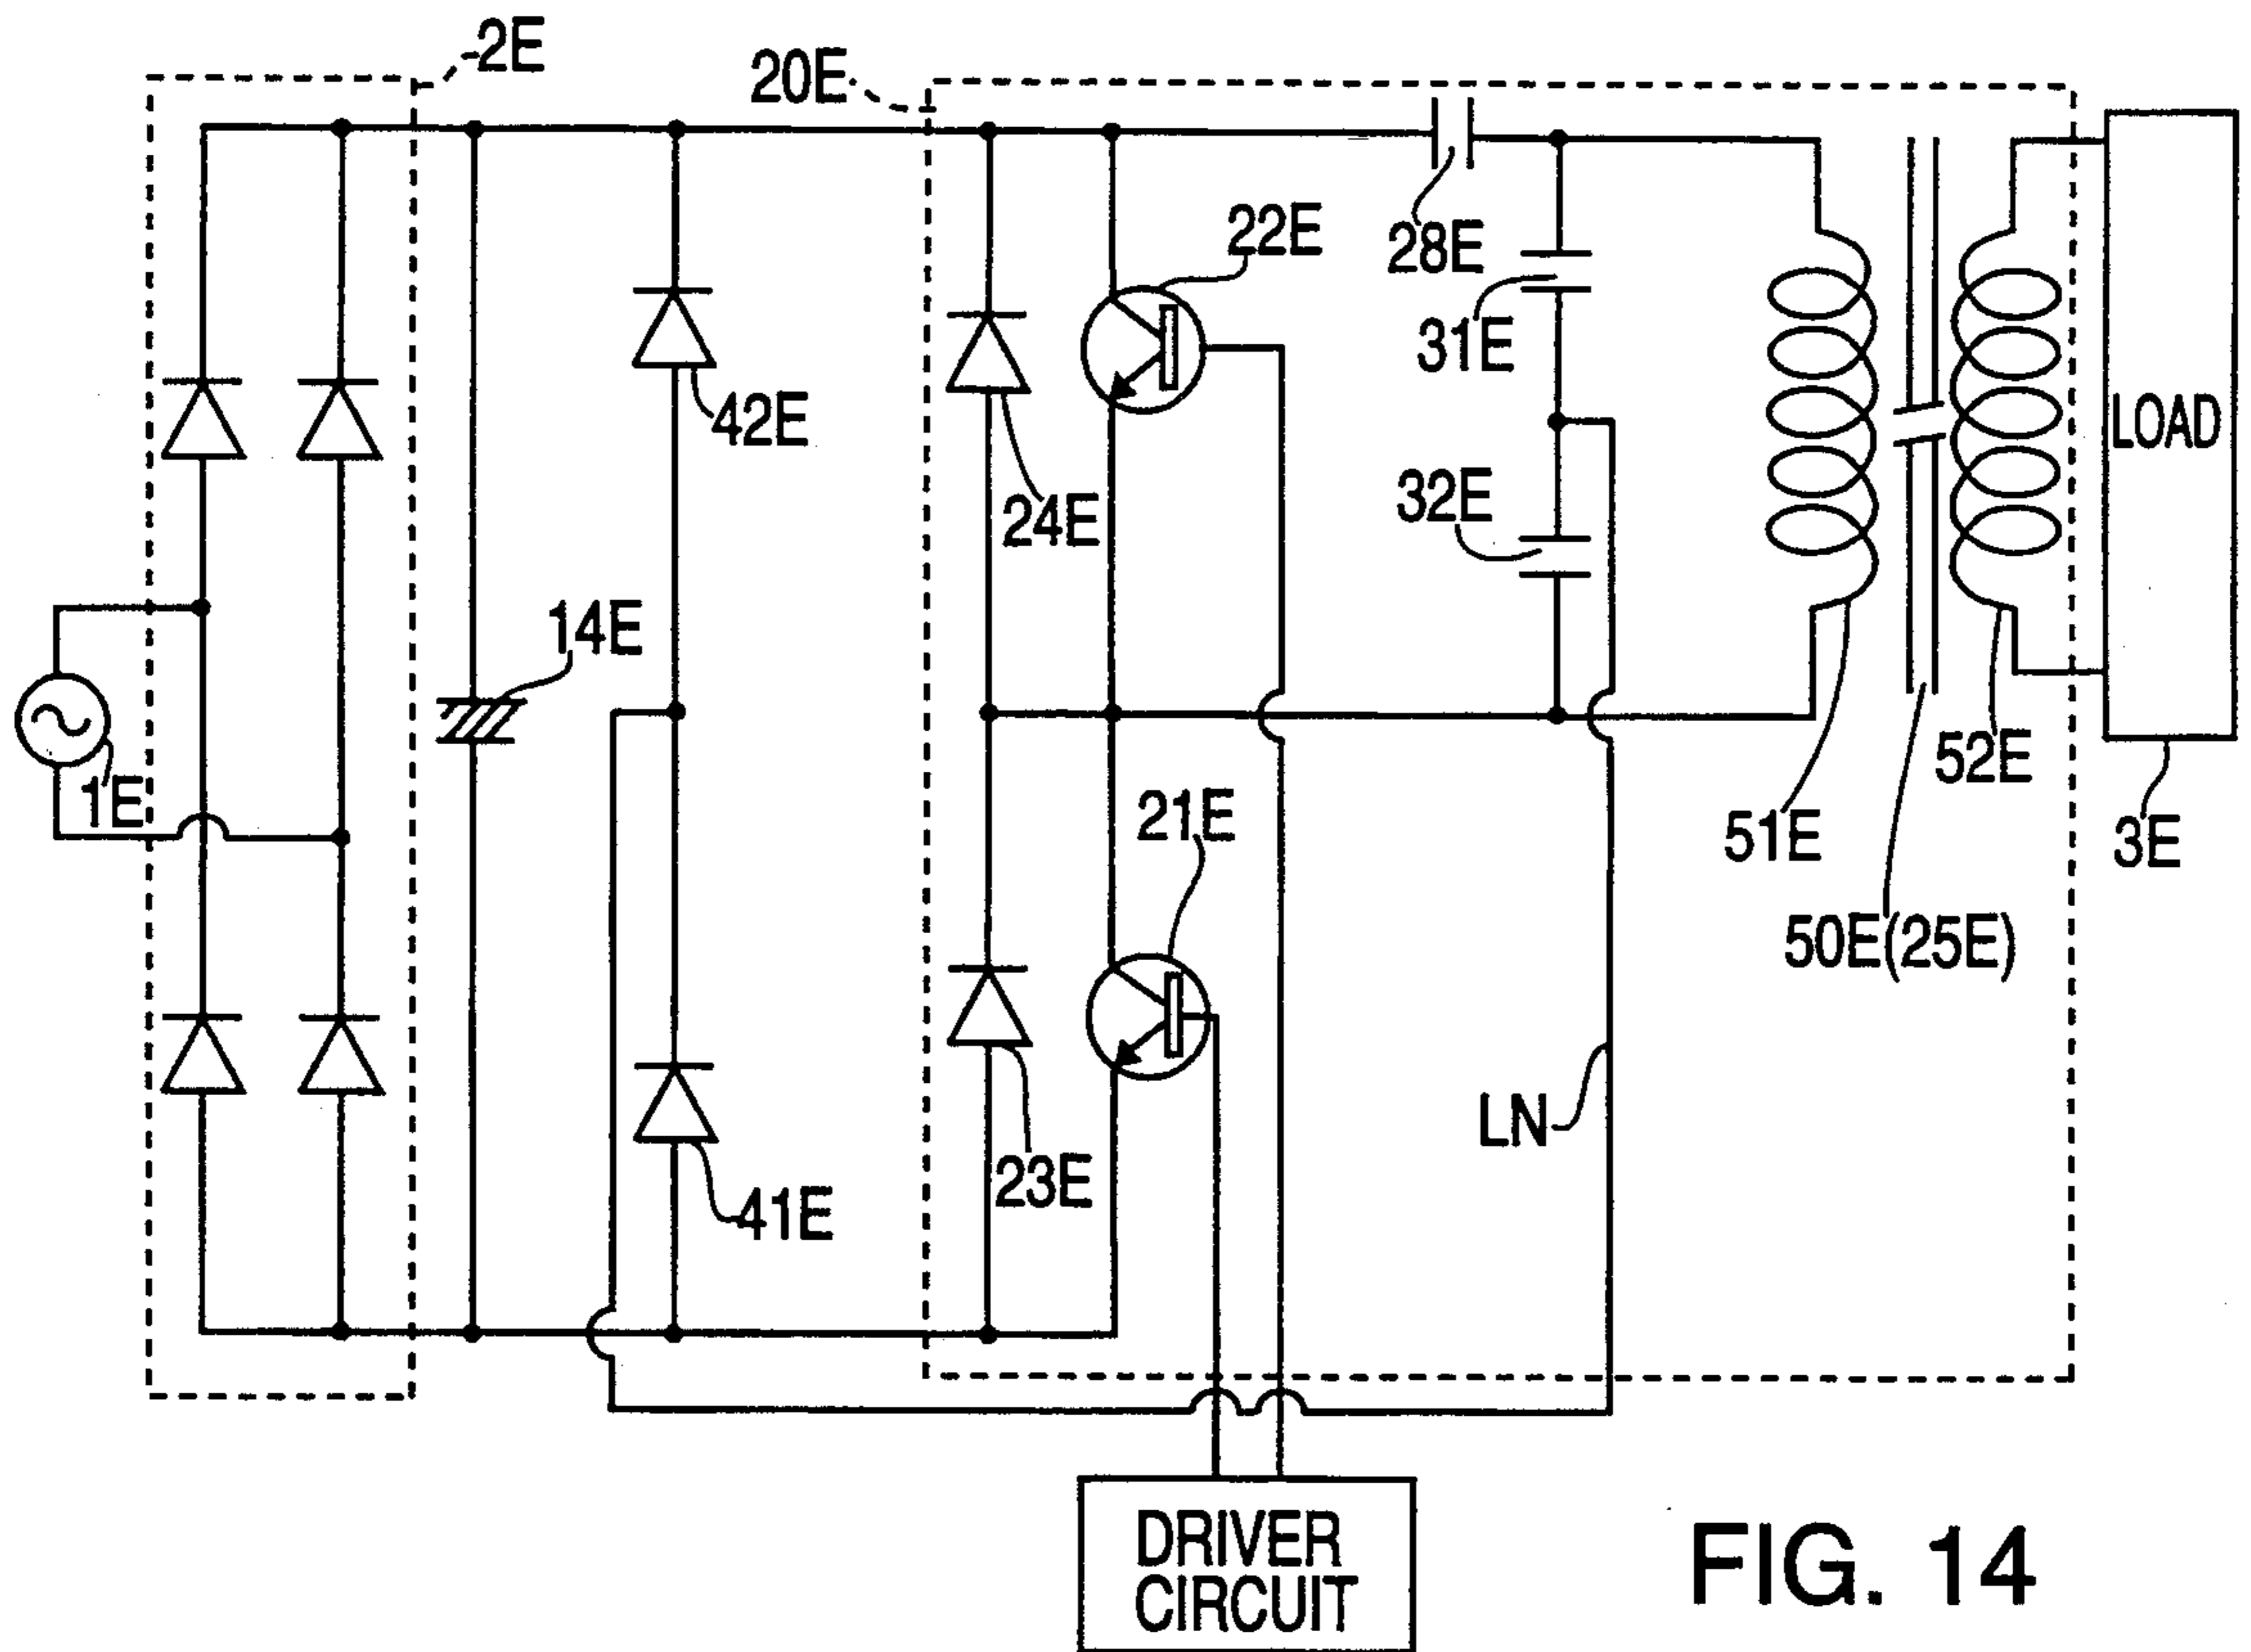 2E
20E
22E
28E
31E
42E
LOAD
24E
32E
14E
1E
52E
21E
51E
3E
50E(25E)
LN
23E
41E
DRIVER
CIRCUIT
FIG. 14